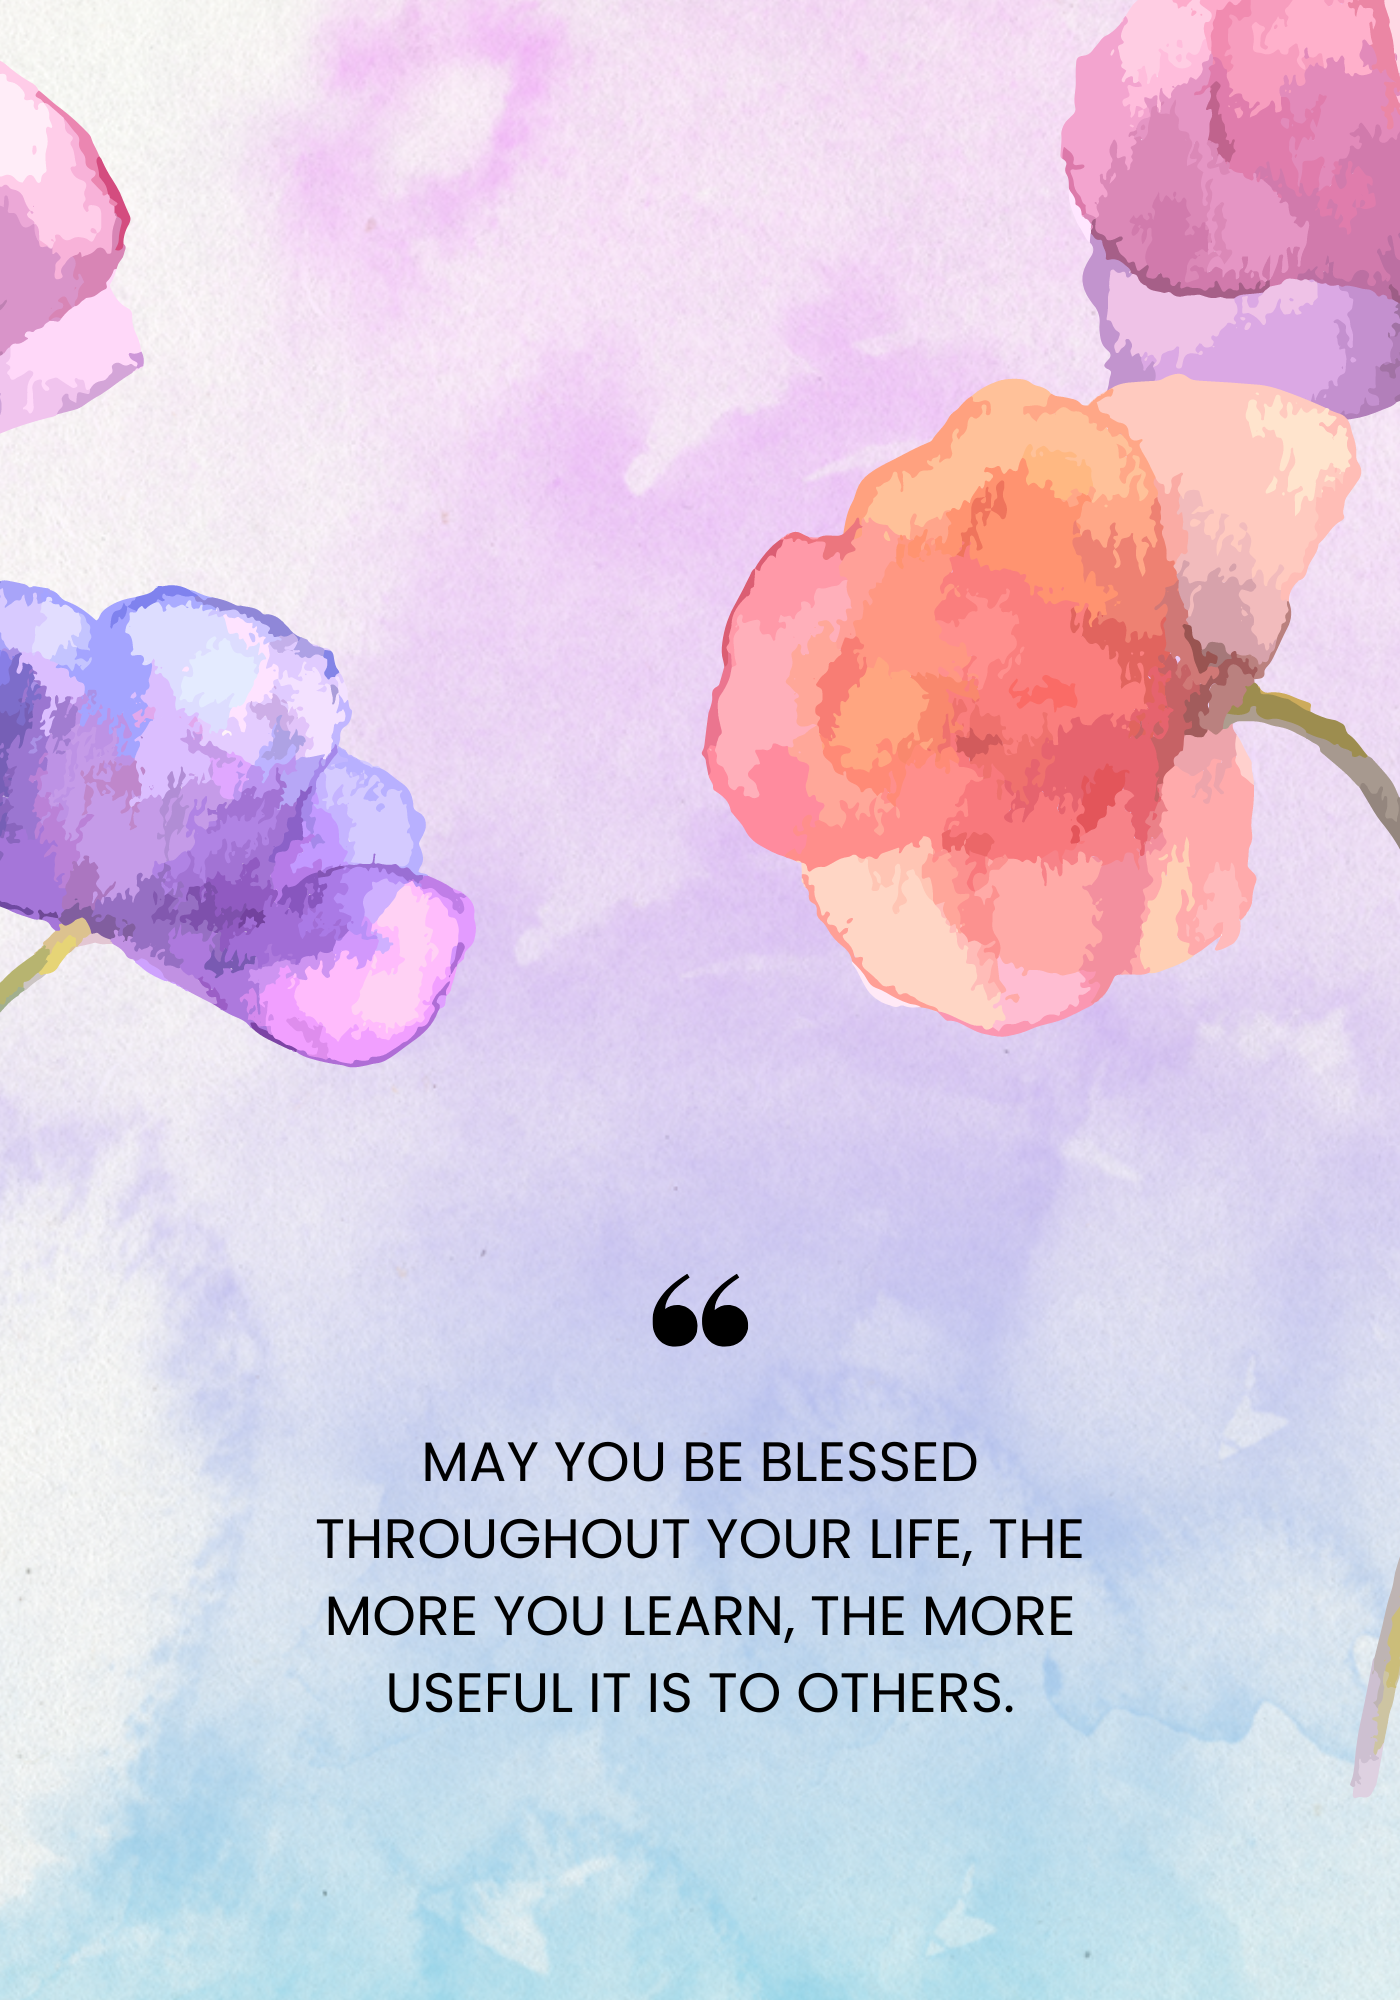 “
MAY YOU BE BLESSED
THROUGHOUT YOUR LIFE, THE
MORE YOU LEARN, THE MORE
USEFUL IT IS TO OTHERS.